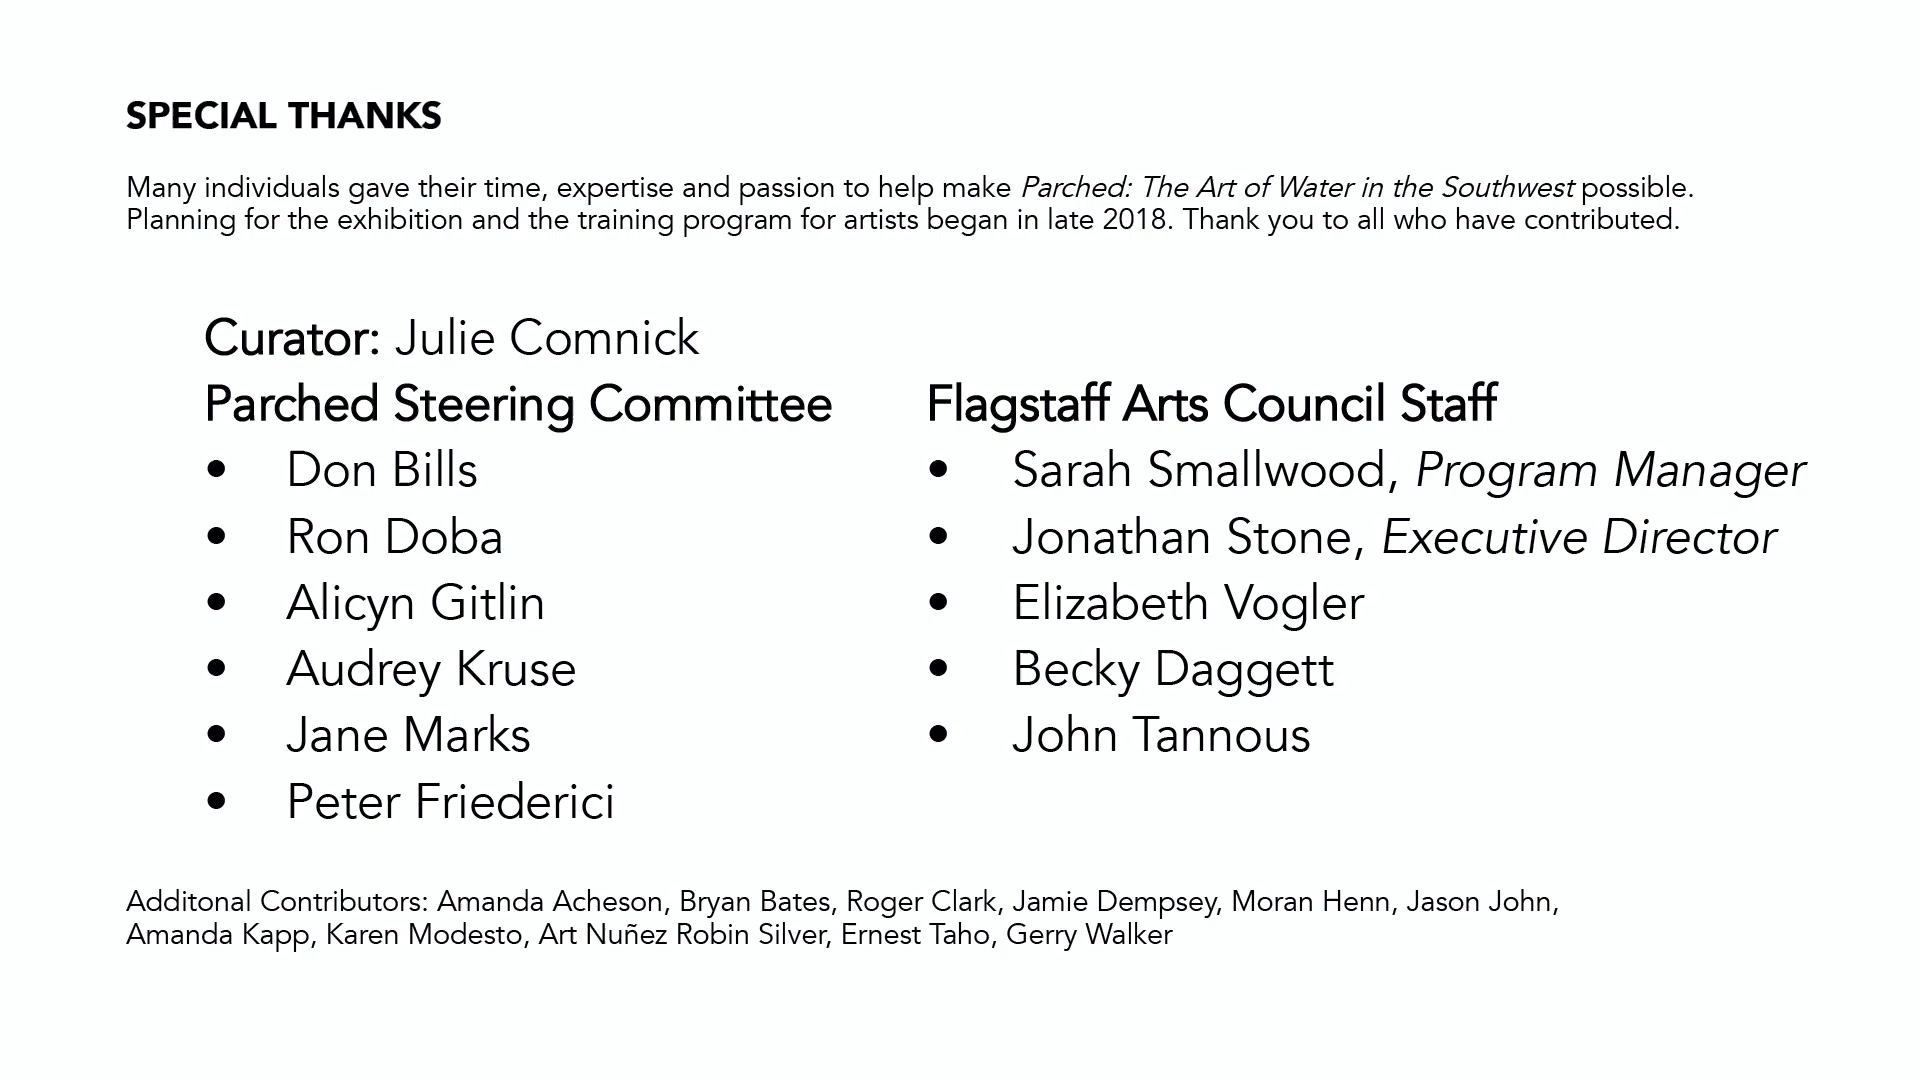 SPECIAL THANKS
Many individuals gave their time, expertise and passion to help make Parched: The Art of Water in the Southwest possible.
Planning for the exhibition and the training program for artists began in late 2018. Thank you to all who have contributed.
Curator: Julie Comnick
Parched Steering Committee
• Don Bills
• Ron Doba
• Alicyn Gitlin
• Audrey Kruse
• Jane Marks
• Peter Friederici
Flagstaff Arts Council Staff
• Sarah Smallwood, Program Manager
• Jonathan Stone, Executive Director
• Elizabeth Vogler
• Becky Daggett
• John Tannous
Additonal Contributors: Amanda Acheson, Bryan Bates, Roger Clark, Jamie Dempsey, Moran Henn, Jason John,
Amanda Kapp, Karen Modesto, Art Nuñez Robin Silver, Ernest Taho, Gerry Walker